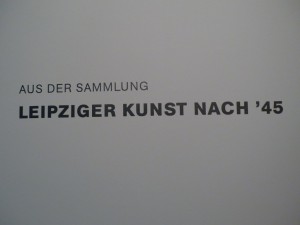 AUS DER SAMMLUNG
LEIPZIGER KUNST NACH ’45